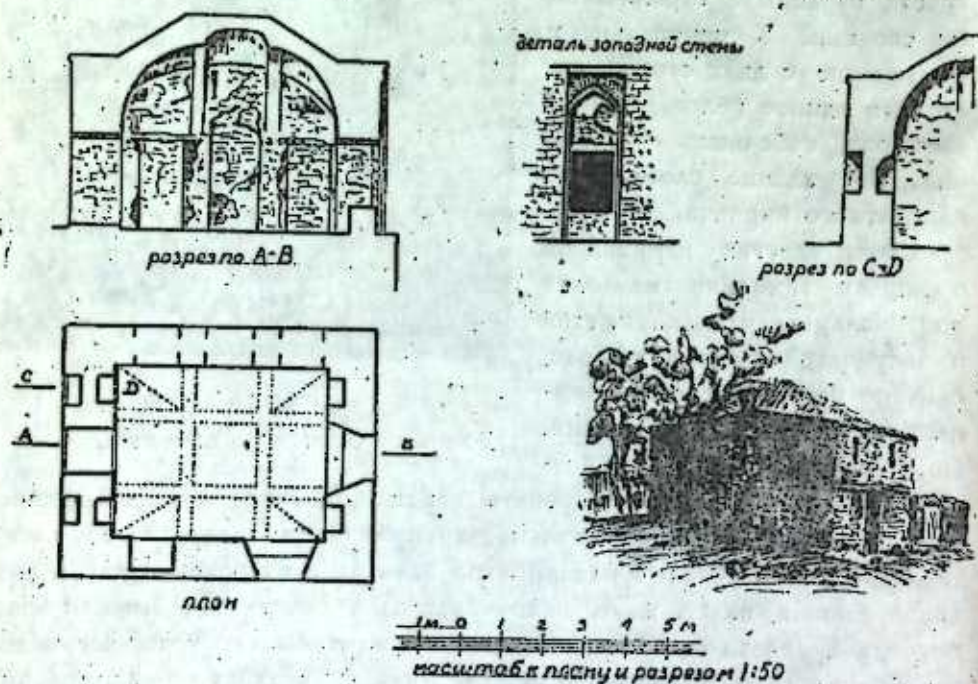 деталь западной стены
разрез по А-В.
разрез по СзD
С
D
А
В
план
1м. 0 1 2 3 4 5 м
масштаб к плану и разрезом 1:50